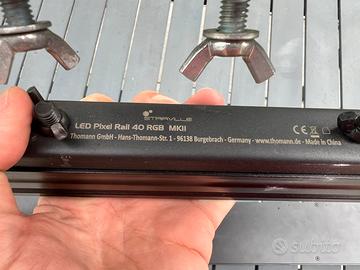 STAIRVILLE
LED Pixel Rail 40 RGB MKII
Thomann GmbH - Hans-Thomann-Str. 1 - 96138 Burgebrach - Germany - www.thomann.de Made in China
CE
Subito